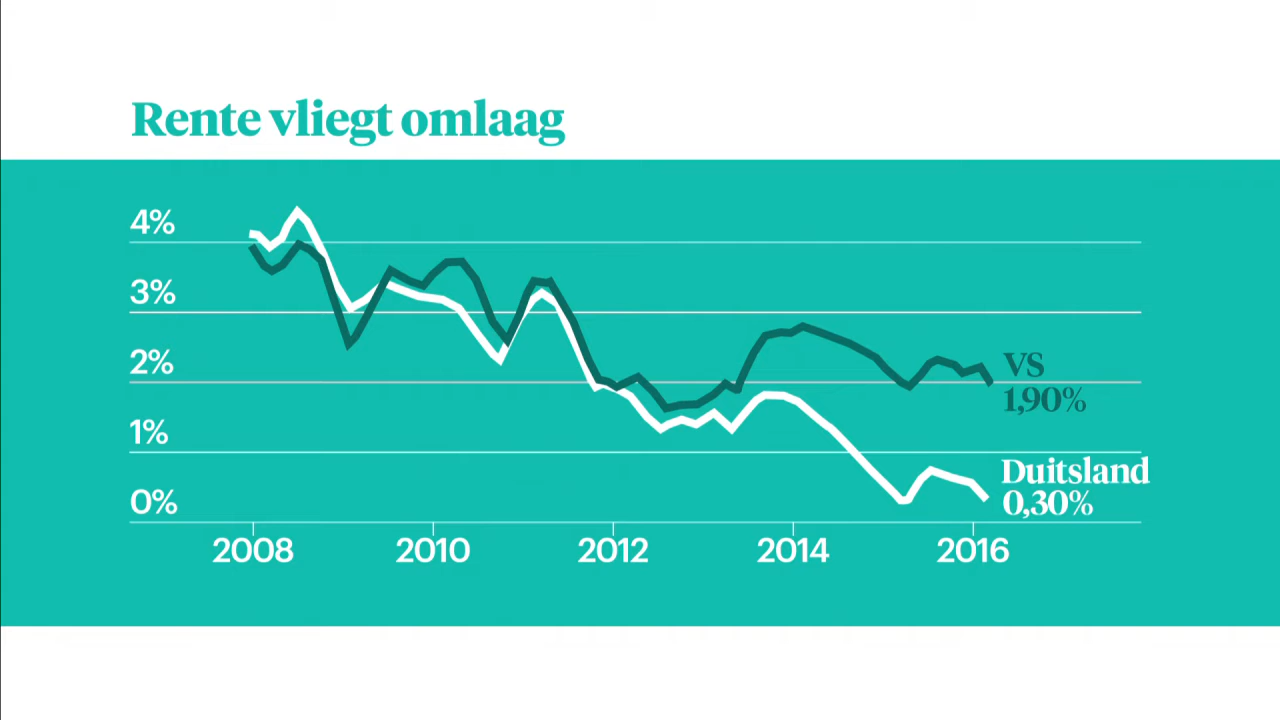 Rente vliegt omlaag
4%
3%
2%
1%
0%
VS
1,90%
Duitsland
0,30%
2008 2010 2012 2014 2016